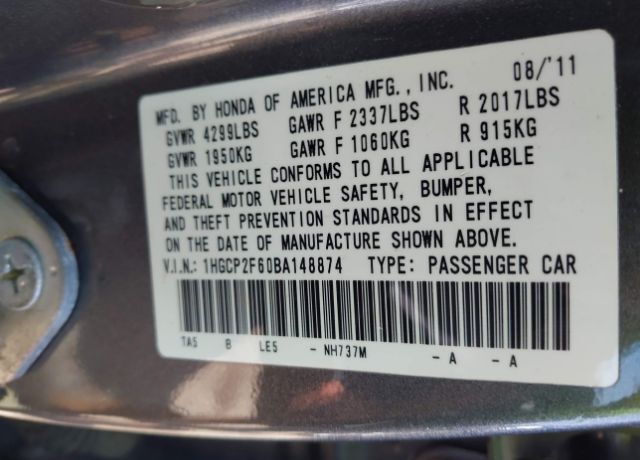 MFD. BY HONDA OF AMERICA MFG., INC. 08/'11
GVWR 4299LBS GAWR F 2337LBS R 2017LBS
GVWR 1950KG GAWR F 1060KG R 915KG
THIS VEHICLE CONFORMS TO ALL APPLICABLE
FEDERAL MOTOR VEHICLE SAFETY, BUMPER,
AND THEFT PREVENTION STANDARDS IN EFFECT
ON THE DATE OF MANUFACTURE SHOWN ABOVE.
V.I.N.: 1HGCP2F60BA148874 TYPE: PASSENGER CAR
TA5 B LE5 - NH737M - A - A